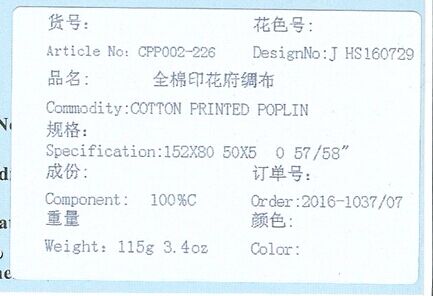 货号: 花色号:
Article No: CPP002-226 DesignNo:J HS160729
品名: 全棉印花府绸布
Commodity:COTTON PRINTED POPLIN
规格:
Specification:152X80 50X5 0 57/58"
成份: 订单号:
Component: 100%C Order:2016-1037/07
重量 颜色:
Weight: 115g 3.4oz Color: